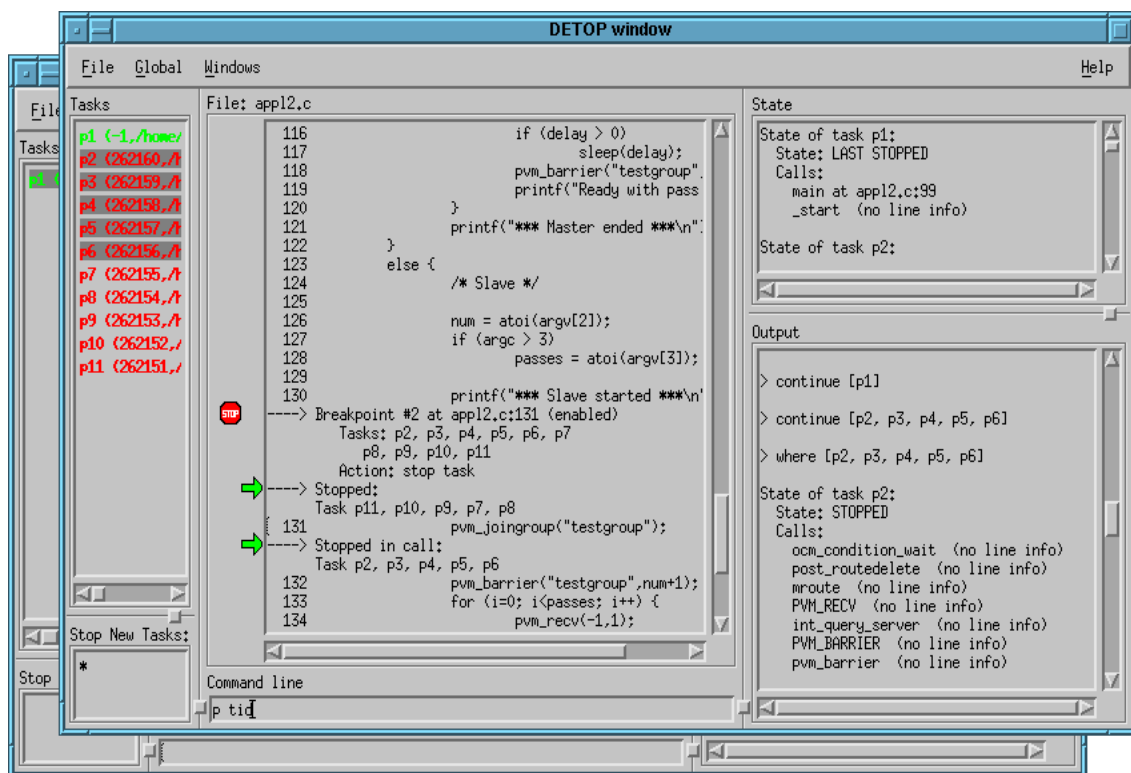 DETOP window
File Global Windows Help
Tasks
p1 (-1,/home/
p2 (262160,/h
p3 (262159,/h
p4 (262158,/h
p5 (262157,/h
p6 (262156,/h
p7 (262155,/h
p8 (262154,/h
p9 (262153,/h
p10 (262152,/
p11 (262151,/
Stop New Tasks:
*
File: appl2.c
116 if (delay > 0)
117 sleep(delay);
118 pvm_barrier("testgroup",
119 printf("Ready with pass
120 }
121 printf("*** Master ended ***\n")
122 }
123 else {
124 /* Slave */
125
126 num = atoi(argv[2]);
127 if (argc > 3)
128 passes = atoi(argv[3]);
129
130 printf("*** Slave started ***\n"
STOP
----> Breakpoint #2 at appl2.c:131 (enabled)
Tasks: p2, p3, p4, p5, p6, p7
p8, p9, p10, p11
Action: stop task
----> Stopped:
Task p11, p10, p9, p7, p8
[ 131 pvm_joingroup("testgroup");
----> Stopped in call:
Task p2, p3, p4, p5, p6
132 pvm_barrier("testgroup",num+1);
133 for (i=0; i<passes; i++) {
134 pvm_recv(-1,1);
Command line
p tid
State
State of task p1:
State: LAST STOPPED
Calls:
main at appl2.c:99
_start (no line info)
State of task p2:
Output
> continue [p1]
> continue [p2, p3, p4, p5, p6]
> where [p2, p3, p4, p5, p6]
State of task p2:
State: STOPPED
Calls:
ocm_condition_wait (no line info)
post_routedelete (no line info)
mroute (no line info)
PVM_RECV (no line info)
int_query_server (no line info)
PVM_BARRIER (no line info)
pvm_barrier (no line info)
File
Tasks
p1 (
Stop